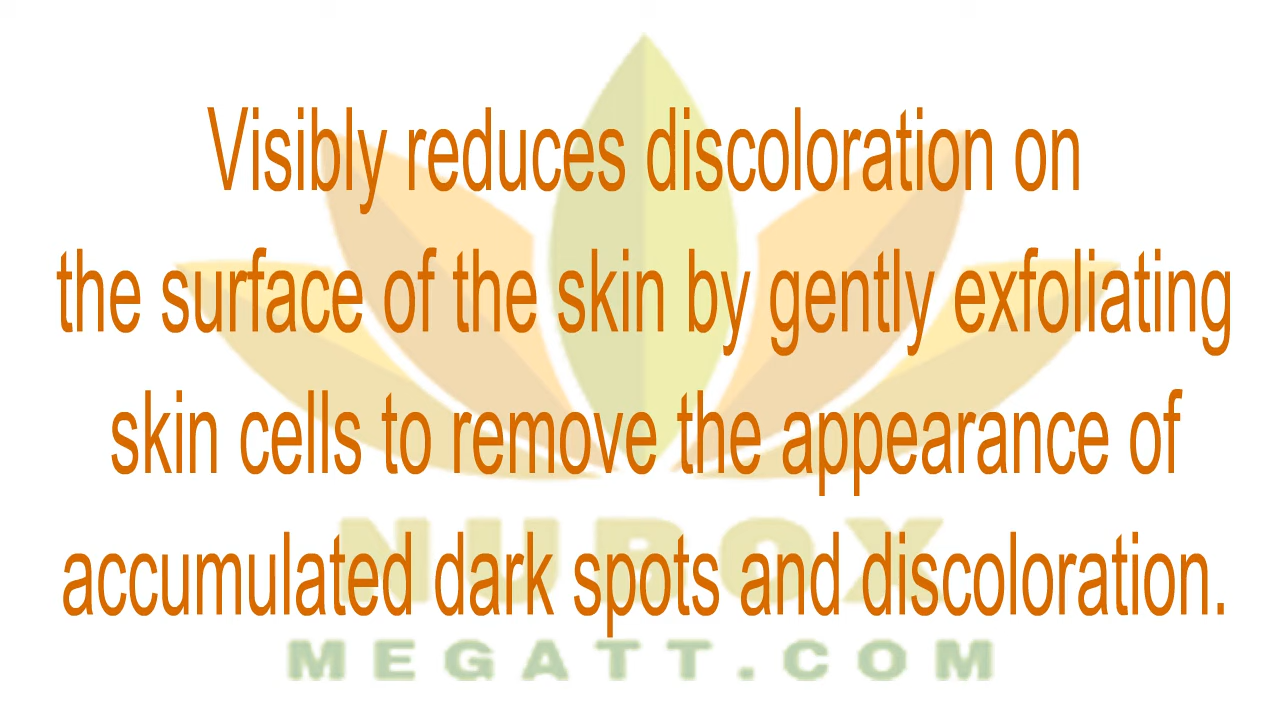 Visibly reduces discoloration on
the surface of the skin by gently exfoliating
skin cells to remove the appearance of
accumulated dark spots and discoloration.
NUBOX
MEGATT.COM